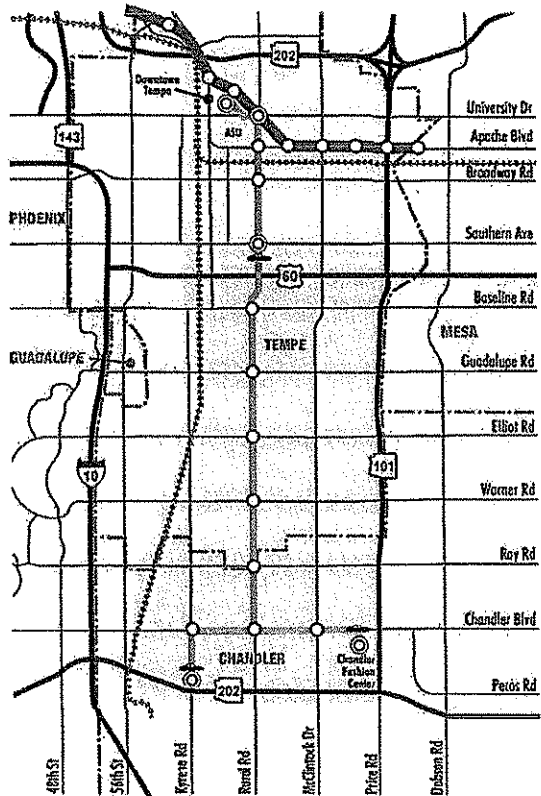 202
Downtown
Tempe
ASU
University Dr
143
Apache Blvd
Broadway Rd
PHOENIX
Southern Ave
60
Baseline Rd
TEMPE
MESA
GUADALUPE
Guadalupe Rd
Elliot Rd
10
101
Warner Rd
Ray Rd
Chandler Blvd
CHANDLER
Chandler
Fashion
Center
202
Pecos Rd
48th St
56th St
Kyrene Rd
Rural Rd
McClintock Dr
Price Rd
Dobson Rd